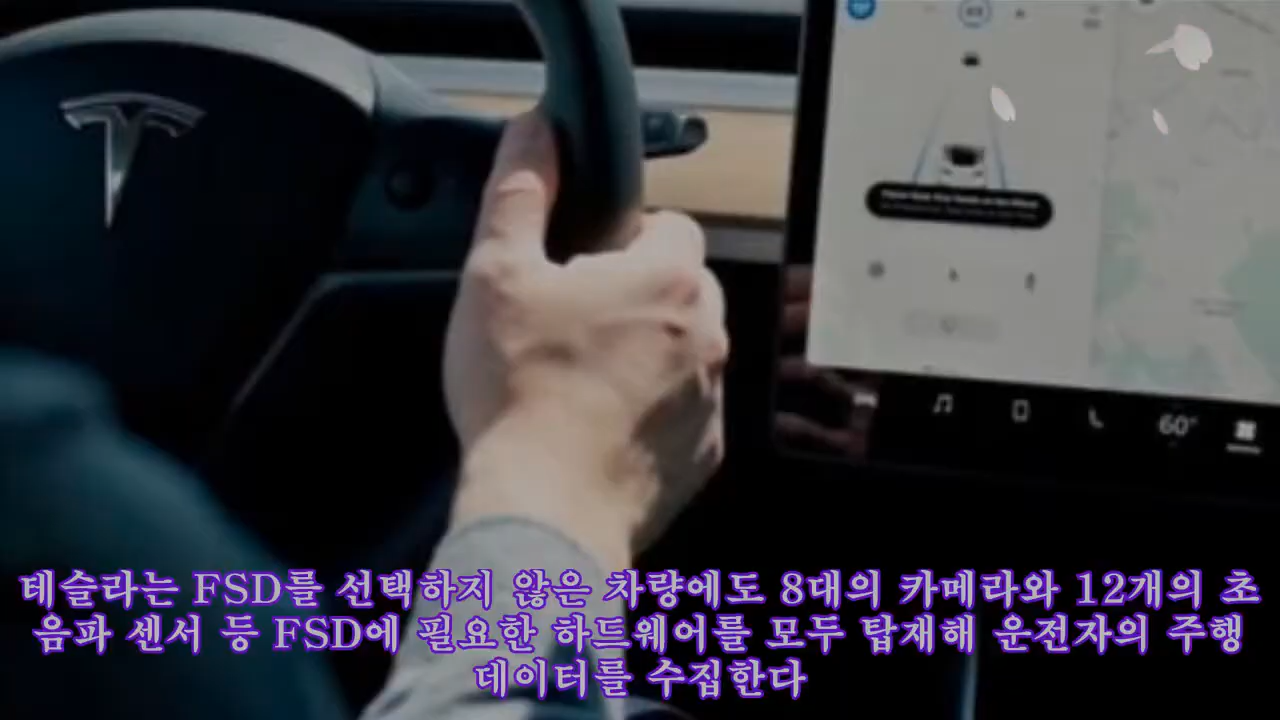 60°
테슬라는 FSD를 선택하지 않은 차량에도 8대의 카메라와 12개의 초
음파 센서 등 FSD에 필요한 하드웨어를 모두 탑재해 운전자의 주행
데이터를 수집한다